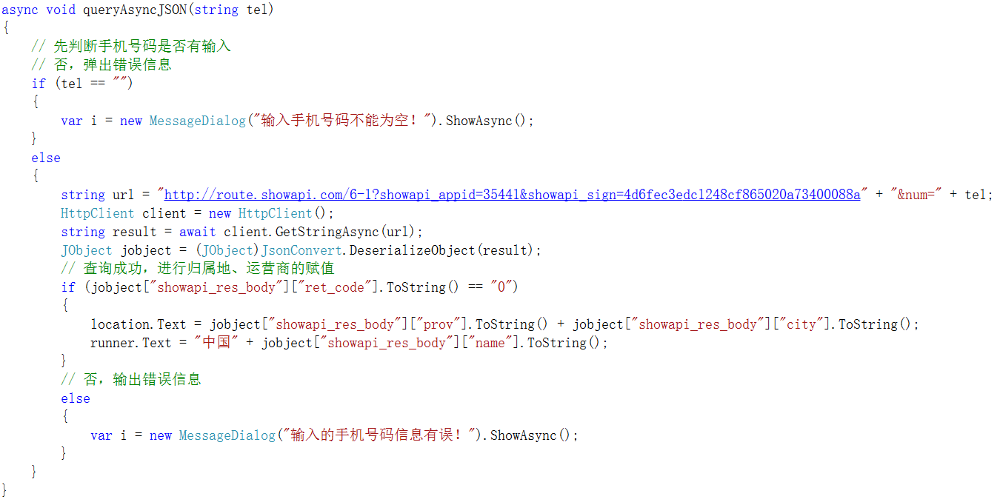 async void queryAsyncJSON(string tel)
{
    // 先判断手机号码是否有输入
    // 否，弹出错误信息
    if (tel == "")
    {
        var i = new MessageDialog("输入手机号码不能为空！").ShowAsync();
    }
    else
    {
        string url = "http://route.showapi.com/6-1?showapi_appid=35441&showapi_sign=4d6fec3edc1248cf865020a73400088a" + "&num=" + tel;
        HttpClient client = new HttpClient();
        string result = await client.GetStringAsync(url);
        JObject jobject = (JObject)JsonConvert.DeserializeObject(result);
        // 查询成功，进行归属地、运营商的赋值
        if (jobject["showapi_res_body"]["ret_code"].ToString() == "0")
        {
            location.Text = jobject["showapi_res_body"]["prov"].ToString() + jobject["showapi_res_body"]["city"].ToString();
            runner.Text = "中国" + jobject["showapi_res_body"]["name"].ToString();
        }
        // 否，输出错误信息
        else
        {
            var i = new MessageDialog("输入的手机号码信息有误！").ShowAsync();
        }
    }
}